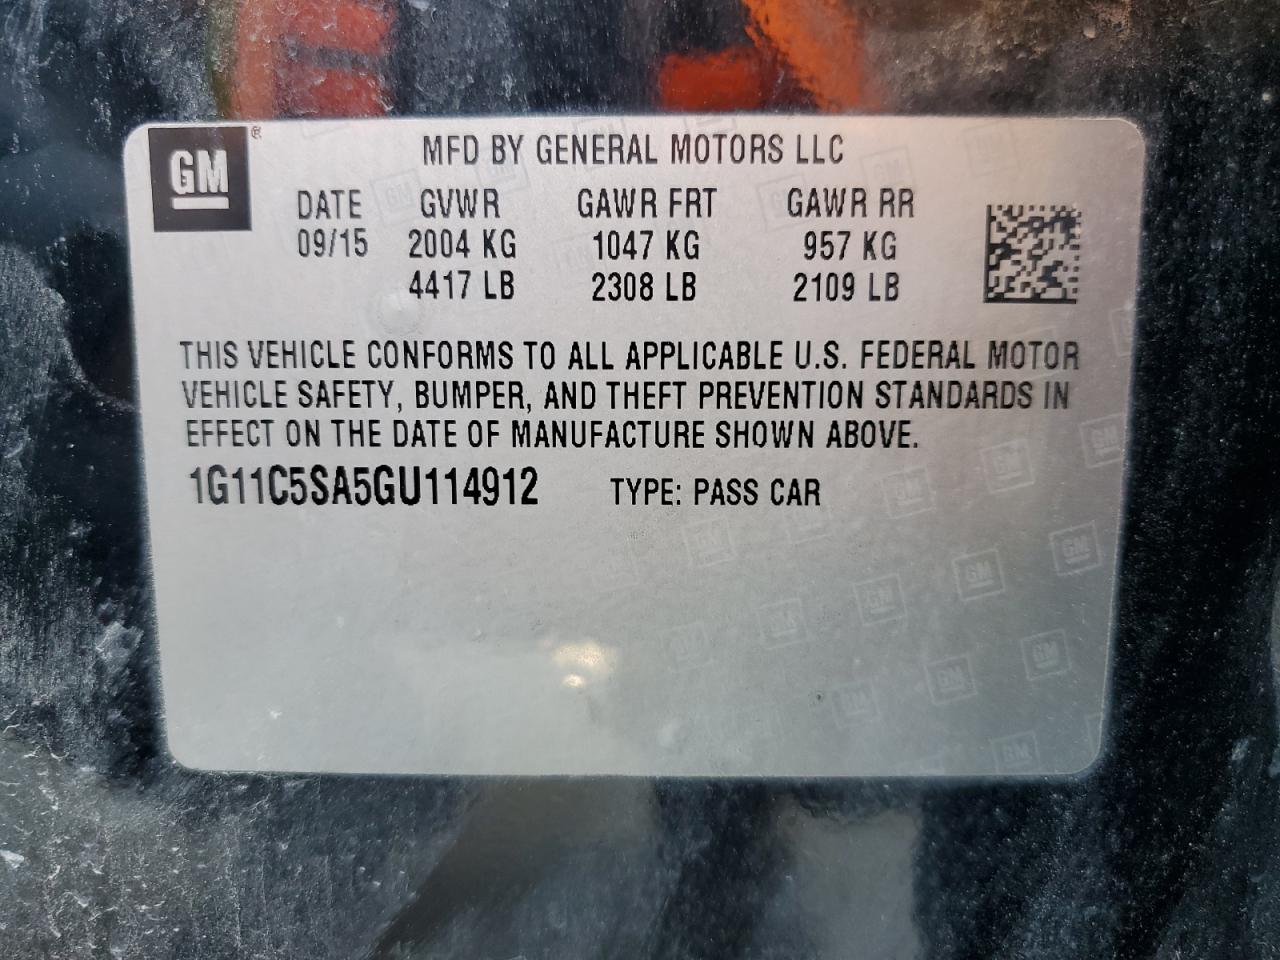 GM ®
MFD BY GENERAL MOTORS LLC
DATE GVWR GAWR FRT GAWR RR
09/15 2004 KG 1047 KG 957 KG
4417 LB 2308 LB 2109 LB
THIS VEHICLE CONFORMS TO ALL APPLICABLE U.S. FEDERAL MOTOR
VEHICLE SAFETY, BUMPER, AND THEFT PREVENTION STANDARDS IN
EFFECT ON THE DATE OF MANUFACTURE SHOWN ABOVE.
1G11C5SA5GU114912 TYPE: PASS CAR